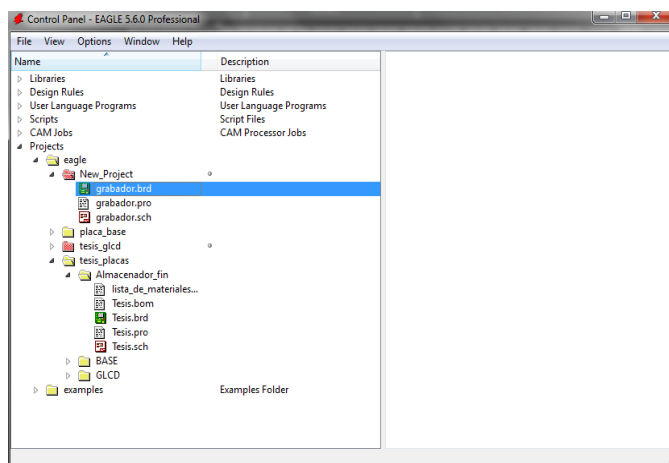 Control Panel - EAGLE 5.6.0 Professional
File View Options Window Help
Name Description
Libraries Libraries
Design Rules Design Rules
User Language Programs User Language Programs
Scripts Script Files
CAM Jobs CAM Processor Jobs
Projects
eagle
New_Project
grabador.brd
grabador.pro
grabador.sch
placa_base
tesis_glcd
tesis_placas
Almacenador_fin
lista_de_materiales...
Tesis.bom
Tesis.brd
Tesis.pro
Tesis.sch
BASE
GLCD
examples Examples Folder